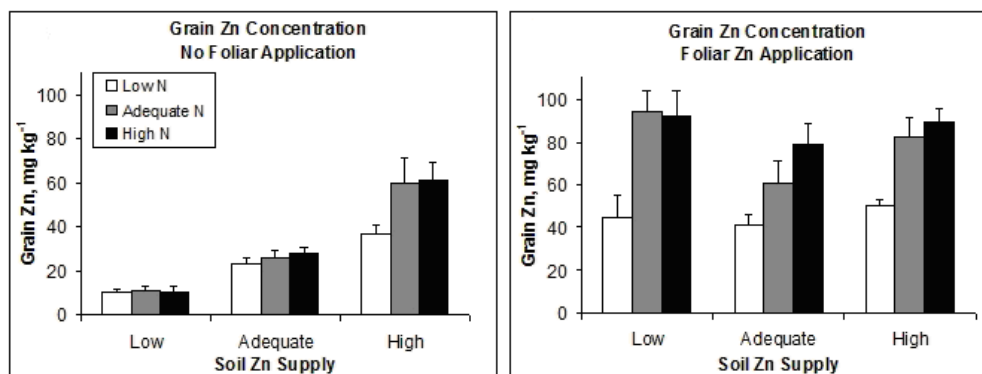 Grain Zn Concentration
No Foliar Application
Low N
Adequate N
High N
Grain Zn, mg kg⁻¹
100
80
60
40
20
0
Low Adequate High
Soil Zn Supply
Grain Zn Concentration
Foliar Zn Application
Grain Zn, mg kg⁻¹
100
80
60
40
20
0
Low Adequate High
Soil Zn Supply